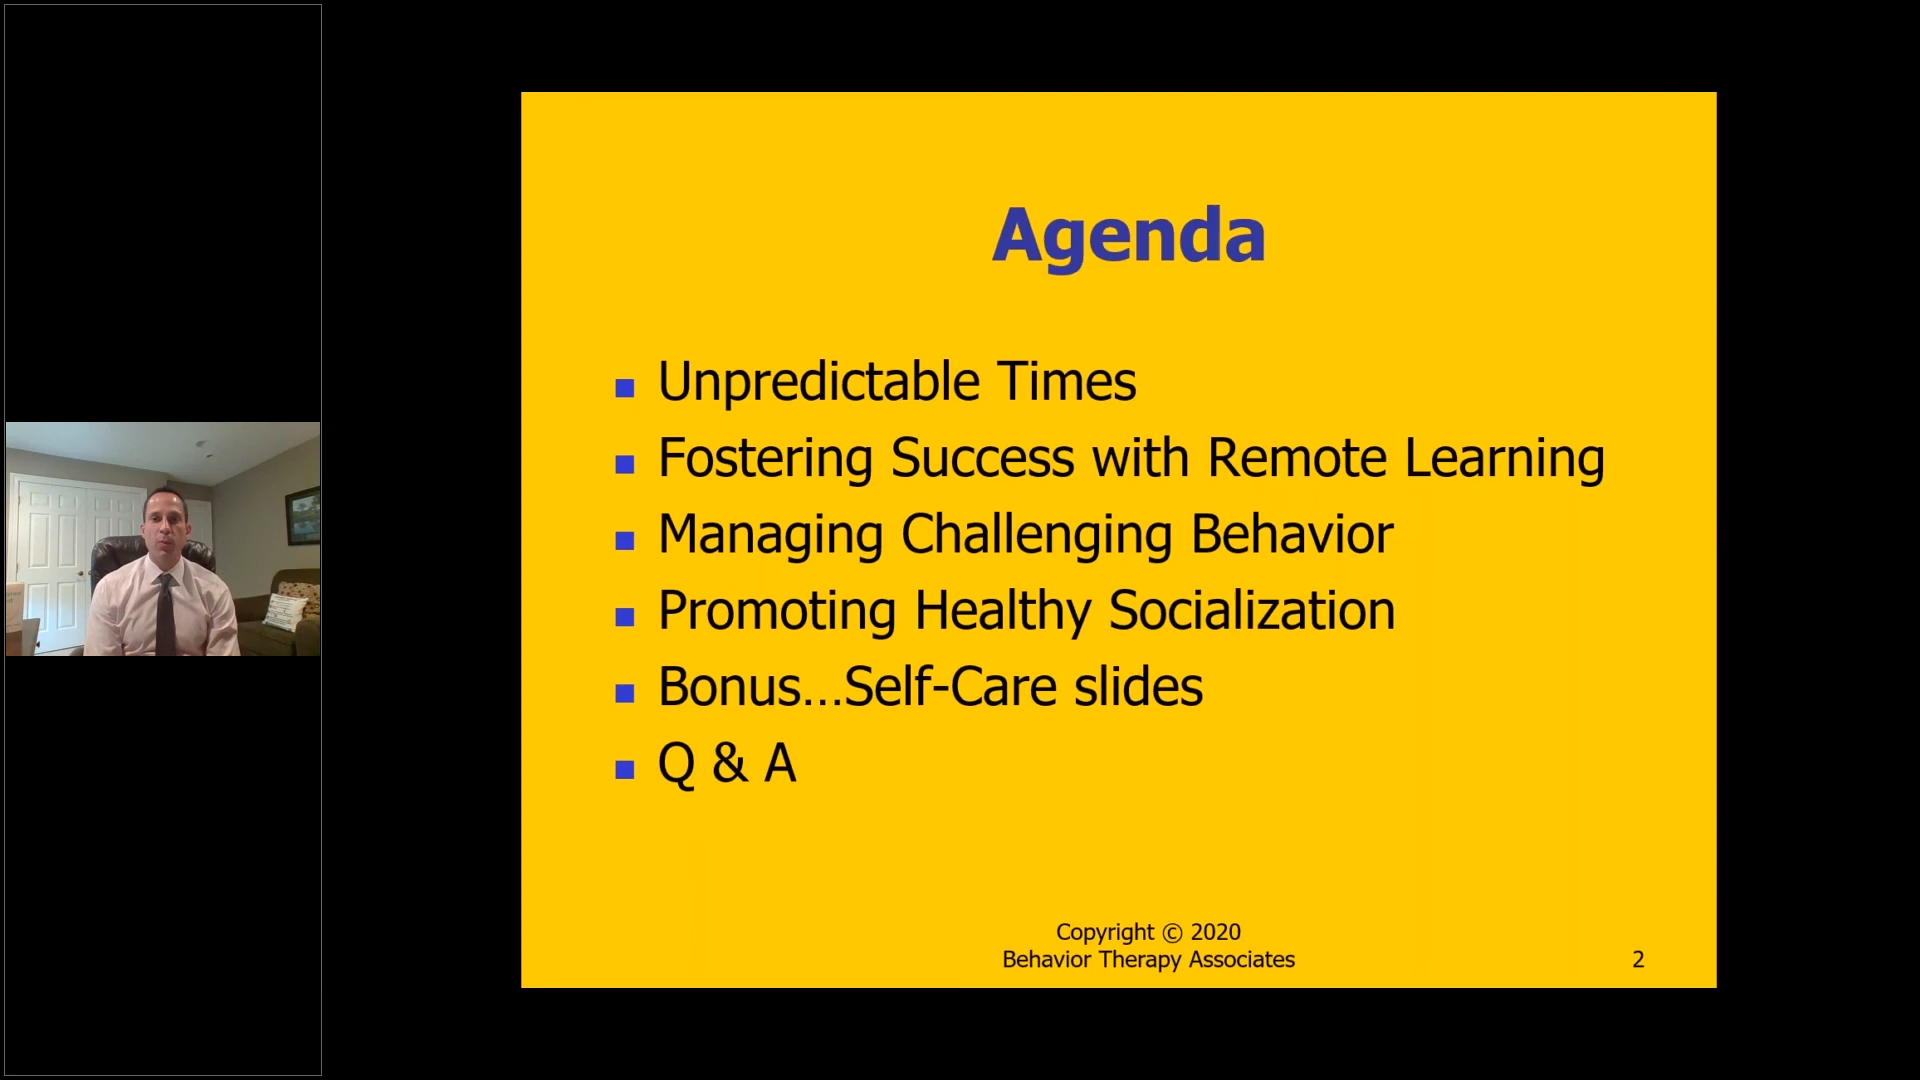 Agenda
Unpredictable Times
Fostering Success with Remote Learning
Managing Challenging Behavior
Promoting Healthy Socialization
Bonus...Self-Care slides
Q & A
Copyright © 2020
Behavior Therapy Associates
2